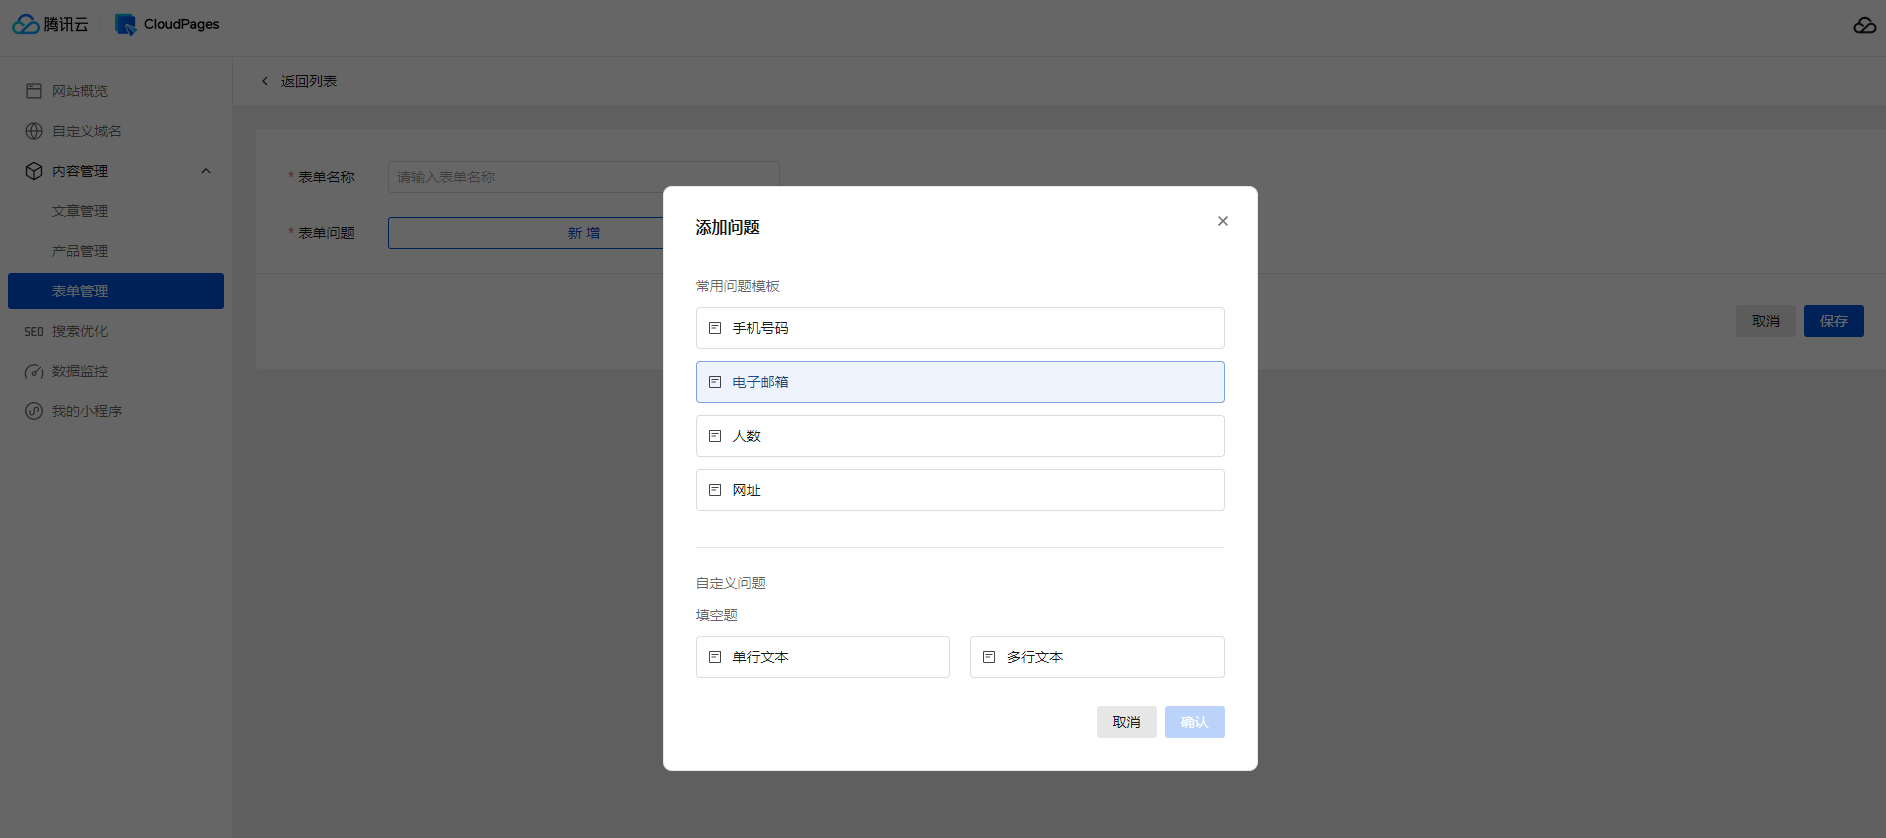 腾讯云 CloudPages
网站概览
自定义域名
内容管理
文章管理
产品管理
表单管理
SEO 搜索优化
数据监控
我的小程序
返回列表
* 表单名称 请输入表单名称
* 表单问题 新 增
取消 保存
添加问题
常用问题模板
手机号码
电子邮箱
人数
网址
自定义问题
填空题
单行文本 多行文本
取消 确认